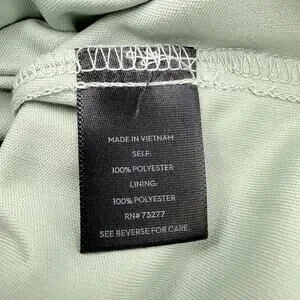 MADE IN VIETNAM
SELF:
100% POLYESTER
LINING:
100% POLYESTER
RN# 73277
SEE REVERSE FOR CARE.